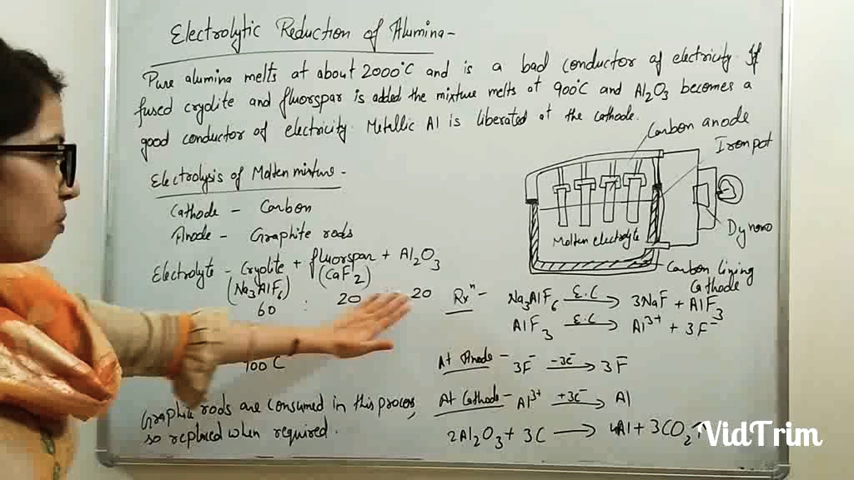 Electrolytic Reduction of Alumina-
Pure alumina melts at about 2000°C and is a bad conductor of electricity. If
fused cryolite and fluorspar is added the mixture melts at 900°C and Al2O3 becomes a
good conductor of electricity. Metallic Al is liberated at the cathode.
Electrolysis of Molten mixture-
Cathode - Carbon
Anode - Graphite rods
Electrolyte - Cryolite + fluorspar + Al2O3
(Na3AlF6) (CaF2)
60 : 20 20
900°C
Graphite rods are consumed in this process,
so replaced when required.
Carbon anode
Iron pot
Molten electrolyte
Dynamo
Carbon lining
Cathode
Rxn -
Na3AlF6 E.C → 3NaF + AlF3
AlF3 E.C → Al3+ + 3F-
At Anode - 3F- -3e- → 3F
At Cathode - Al3+ +3e- → Al
2Al2O3 + 3C → 4Al + 3CO2↑
VidTrim